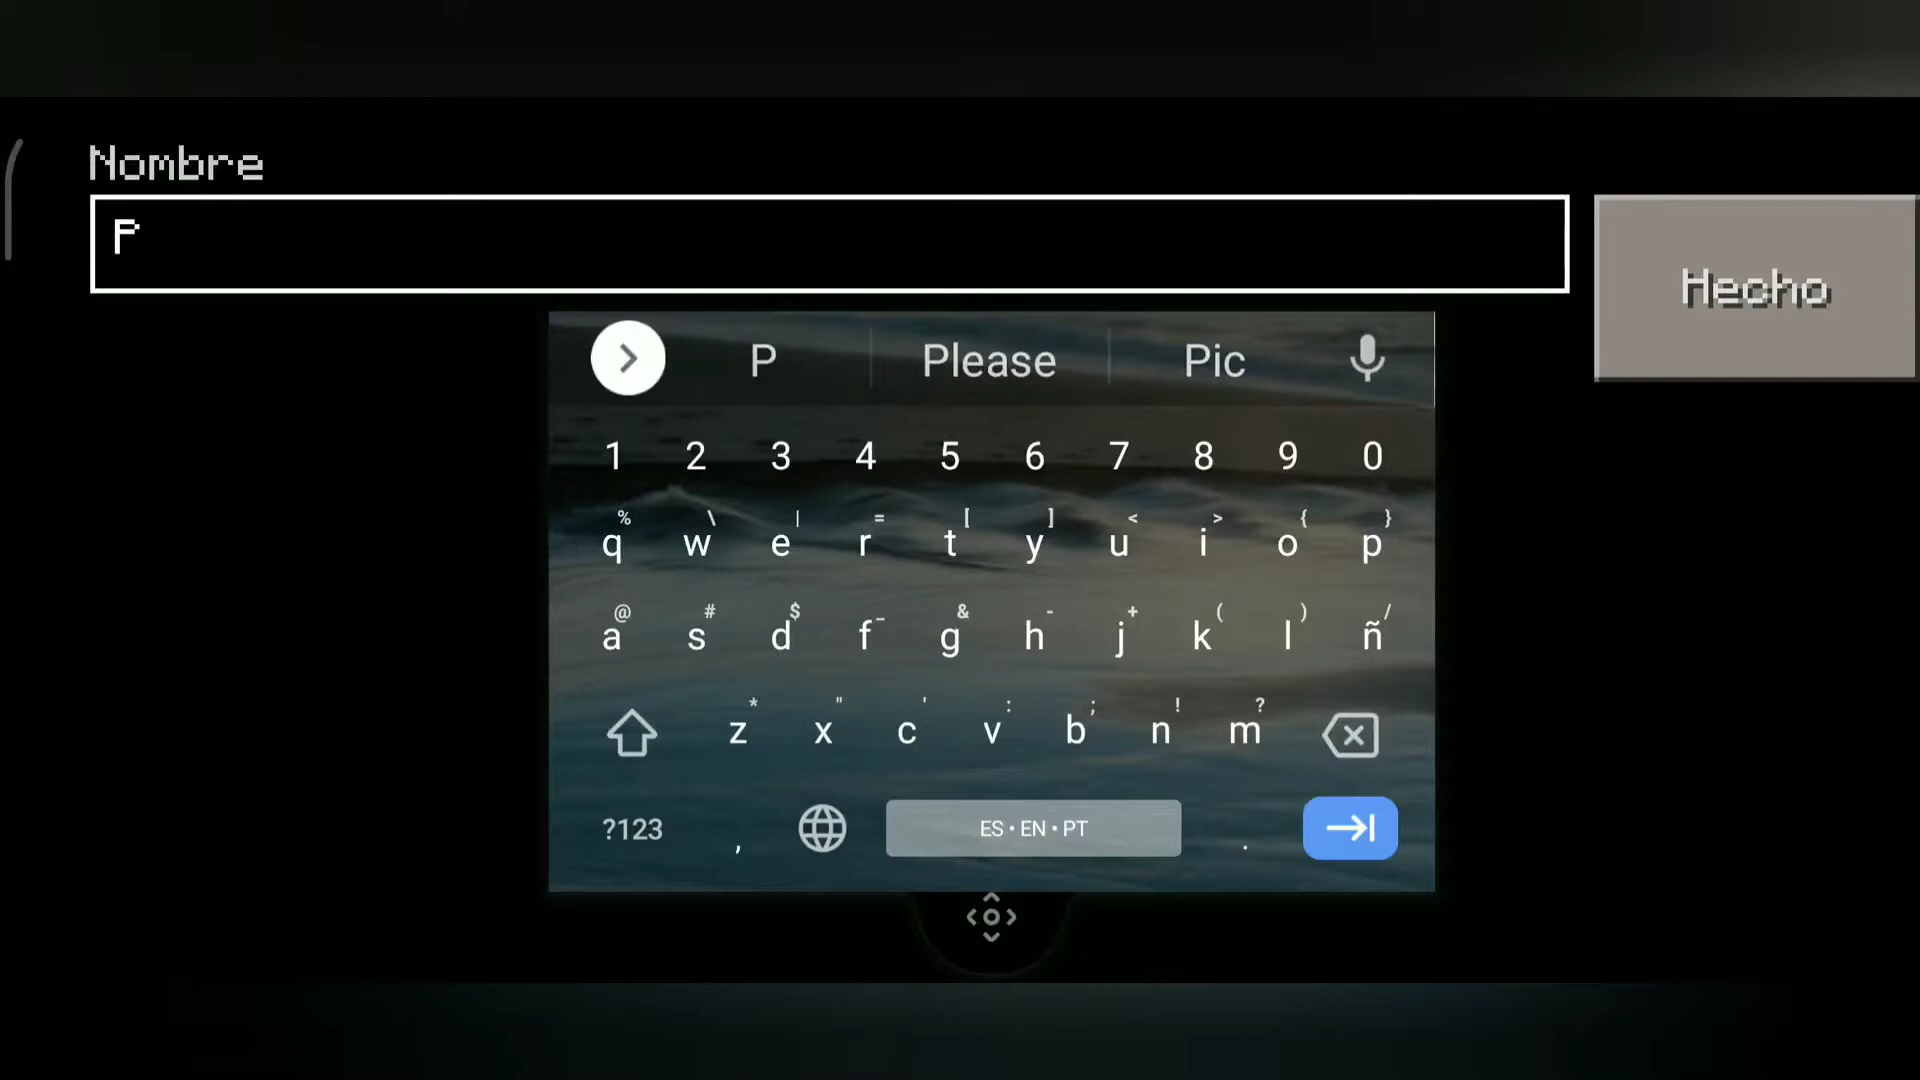 Nombre
P
Hecho
P Please Pic
1 2 3 4 5 6 7 8 9 0
% \ | = [ ] < > { }
q w e r t y u i o p
@ # $ _ & - + ( ) /
a s d f g h j k l ñ
* " ' : ; ! ?
z x c v b n m
?123 , ES • EN • PT .